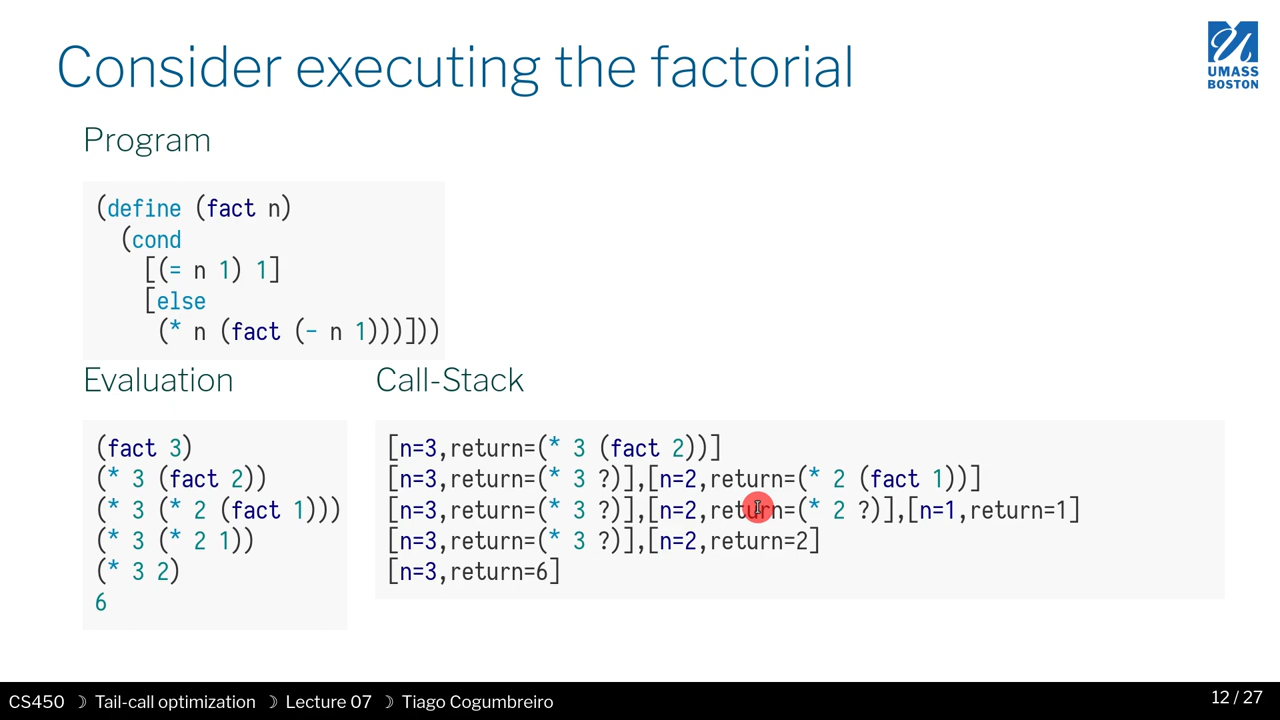 Consider executing the factorial
UMASS
BOSTON
Program
(define (fact n)
  (cond
    [(= n 1) 1]
    [else
     (* n (fact (- n 1)))]))
Evaluation
(fact 3)
(* 3 (fact 2))
(* 3 (* 2 (fact 1)))
(* 3 (* 2 1))
(* 3 2)
6
Call-Stack
[n=3,return=(* 3 (fact 2))]
[n=3,return=(* 3 ?)],[n=2,return=(* 2 (fact 1))]
[n=3,return=(* 3 ?)],[n=2,return=(* 2 ?)],[n=1,return=1]
[n=3,return=(* 3 ?)],[n=2,return=2]
[n=3,return=6]
CS450 ☽ Tail-call optimization ☽ Lecture 07 ☽ Tiago Cogumbreiro
12 / 27